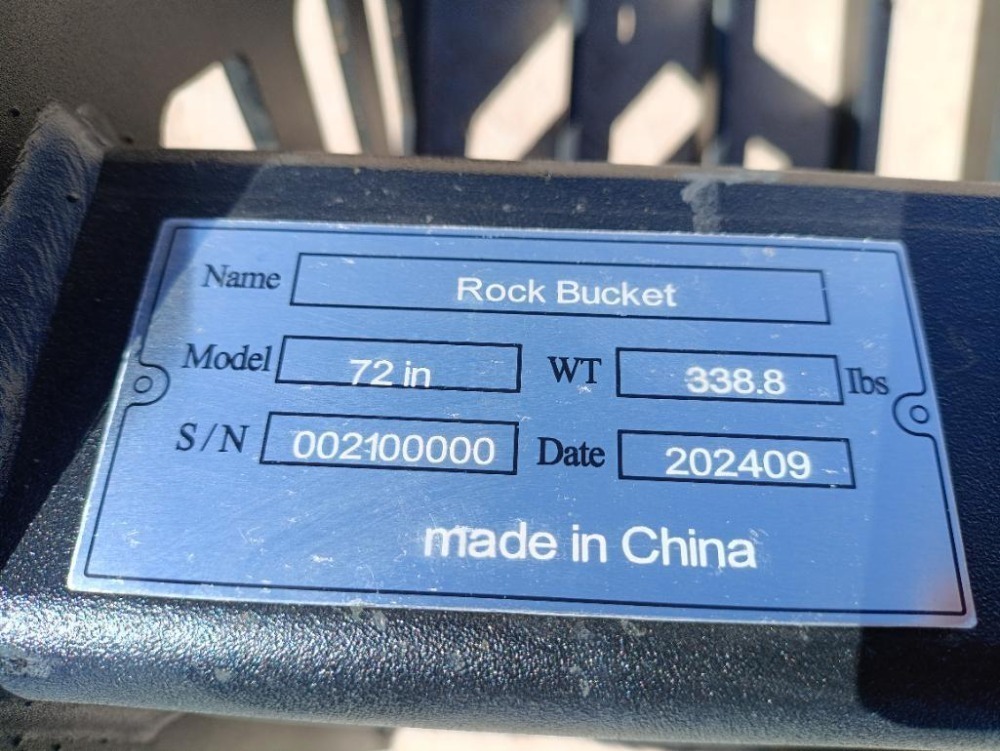 Name Rock Bucket
Model 72 in WT 338.8 lbs
S/N 002100000 Date 202409
made in China